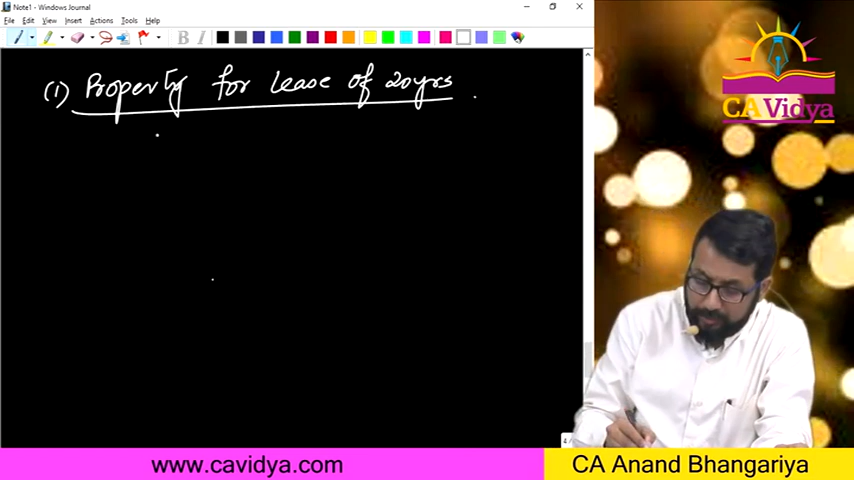 Note1 - Windows Journal
File Edit View Insert Actions Tools Help
B I
(1) Property for Lease of 20yrs
CA Vidya
4 /
www.cavidya.com
CA Anand Bhangariya